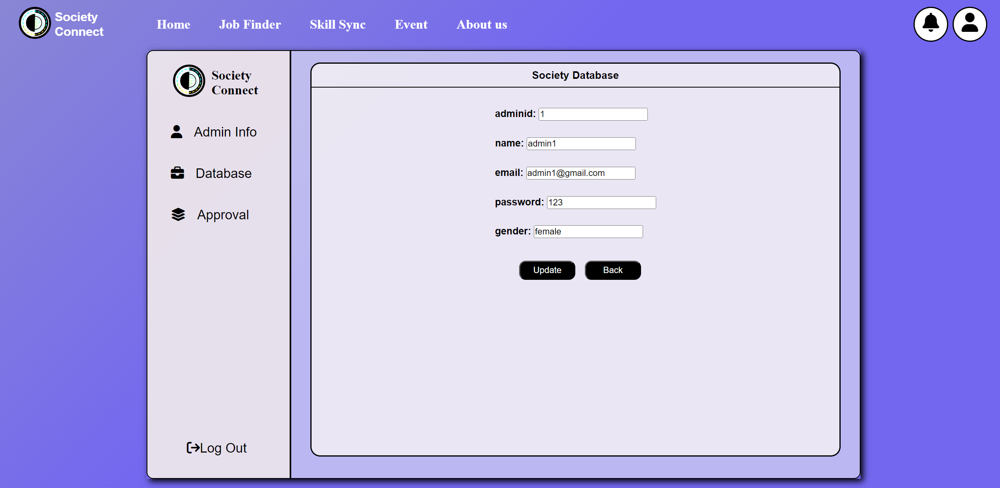 Society
Connect
Home
Job Finder
Skill Sync
Event
About us
Society
Connect
Admin Info
Database
Approval
Log Out
Society Database
adminid: 1
name: admin1
email: admin1@gmail.com
password: 123
gender: female
Update
Back